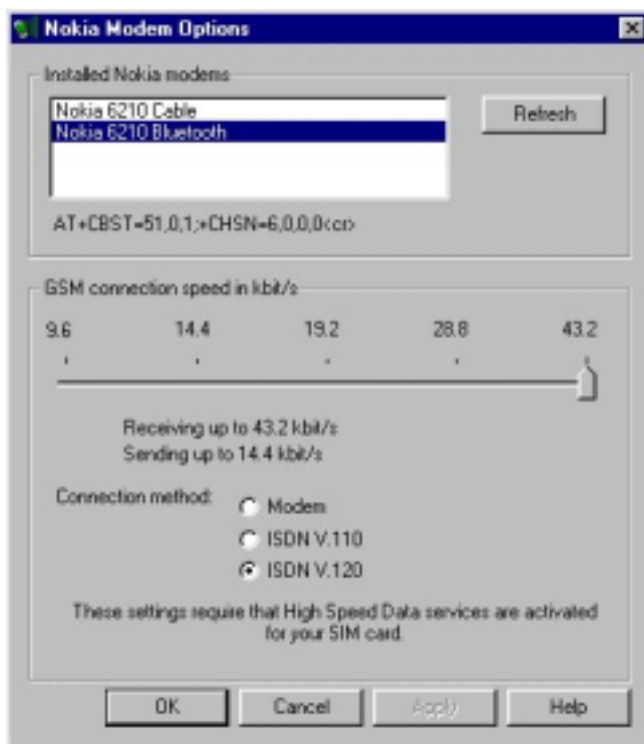 Nokia Modem Options
Installed Nokia modems
Nokia 6210 Cable
Nokia 6210 Bluetooth
Refresh
AT+CBST=51,0,1;+CHSN=6,0,0,0<cr>
GSM connection speed in kbit/s
9.6 14.4 19.2 28.8 43.2
Receiving up to 43.2 kbit/s
Sending up to 14.4 kbit/s
Connection method:
Modem
ISDN V.110
ISDN V.120
These settings require that High Speed Data services are activated
for your SIM card.
OK Cancel Apply Help